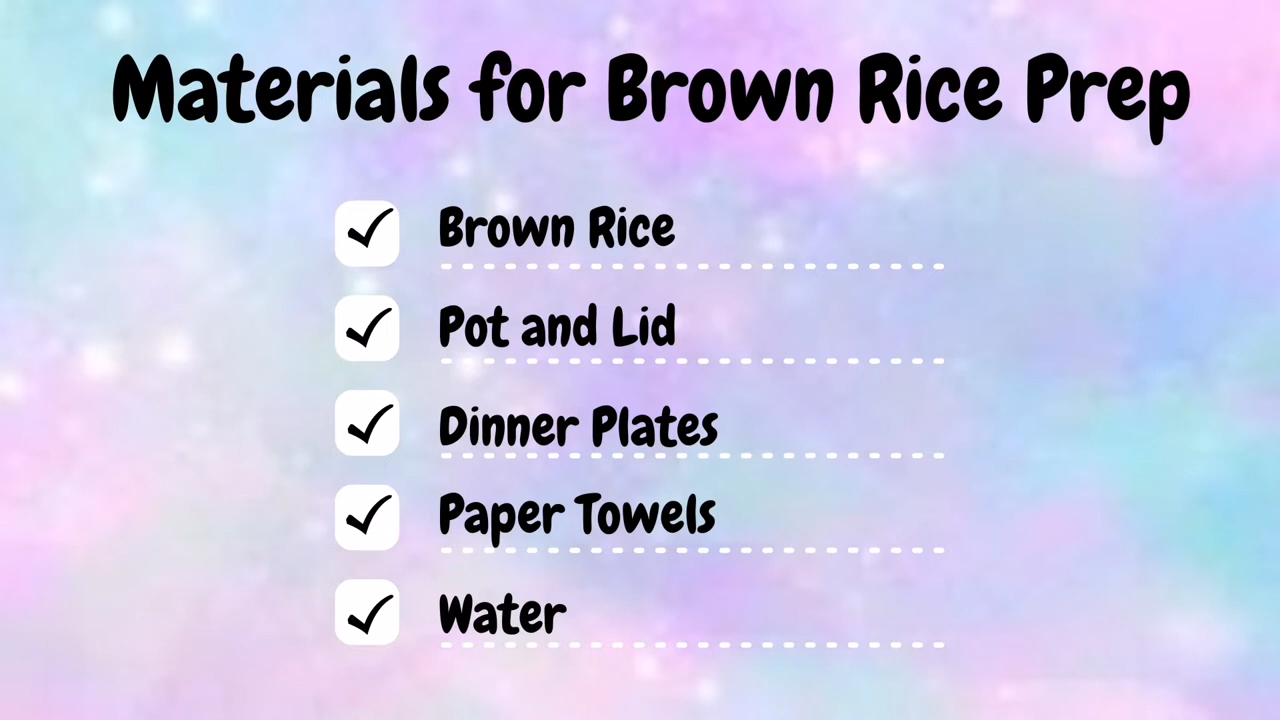 Materials for Brown Rice Prep
Brown Rice
Pot and Lid
Dinner Plates
Paper Towels
Water